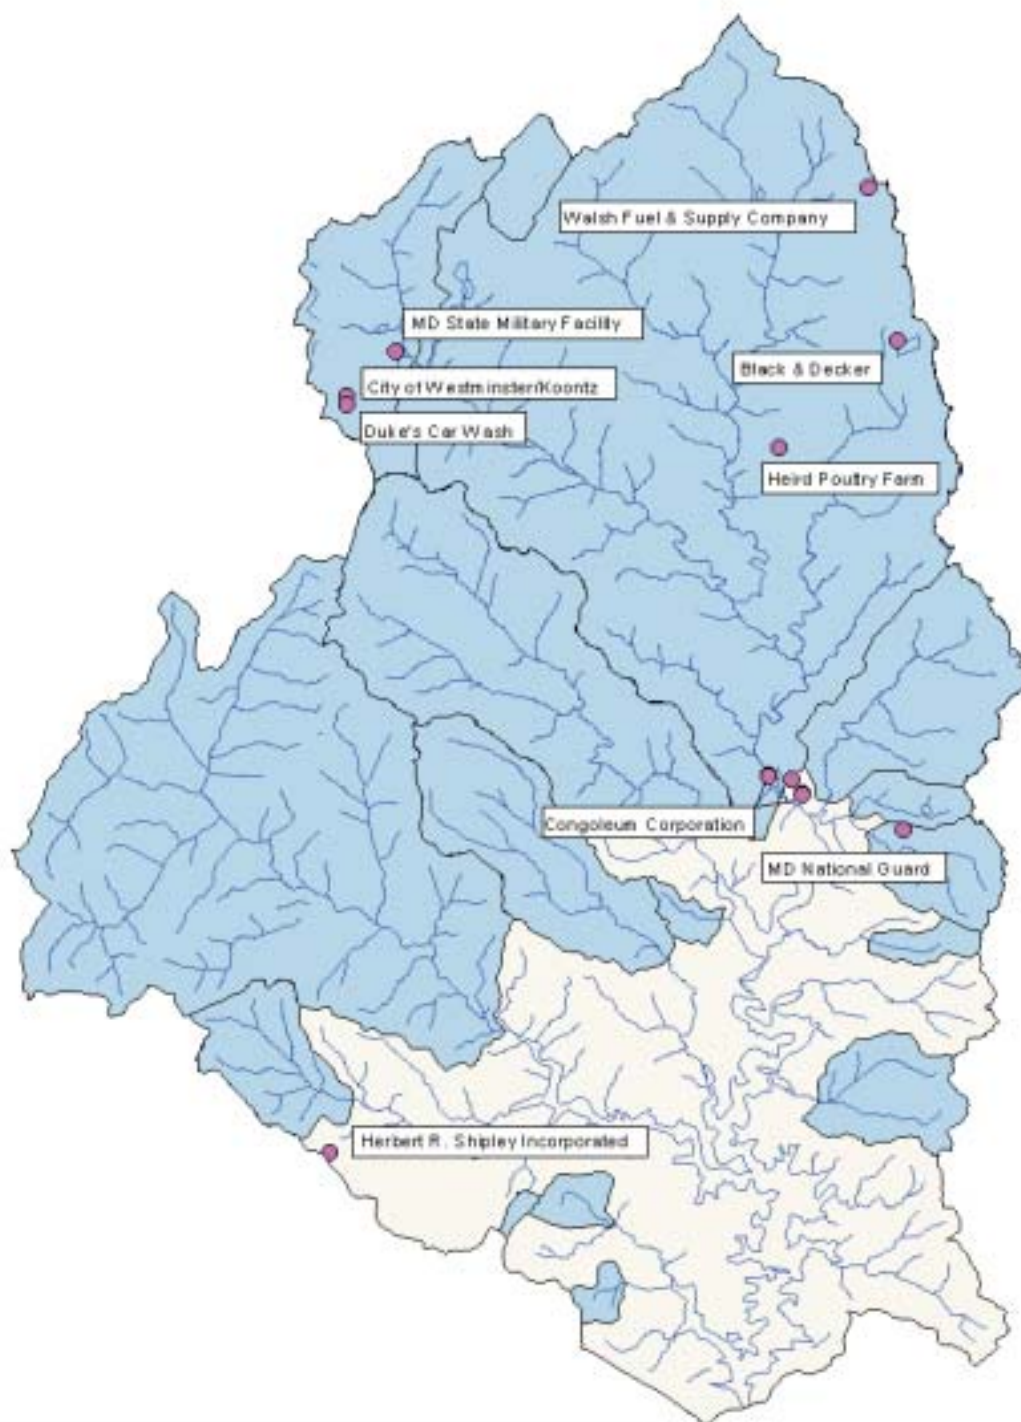 Walsh Fuel & Supply Company
MD State Military Facility
Black & Decker
City of Westminster/Koontz
Duke's Car Wash
Heird Poultry Farm
Congoleum Corporation
MD National Guard
Herbert R. Shipley Incorporated